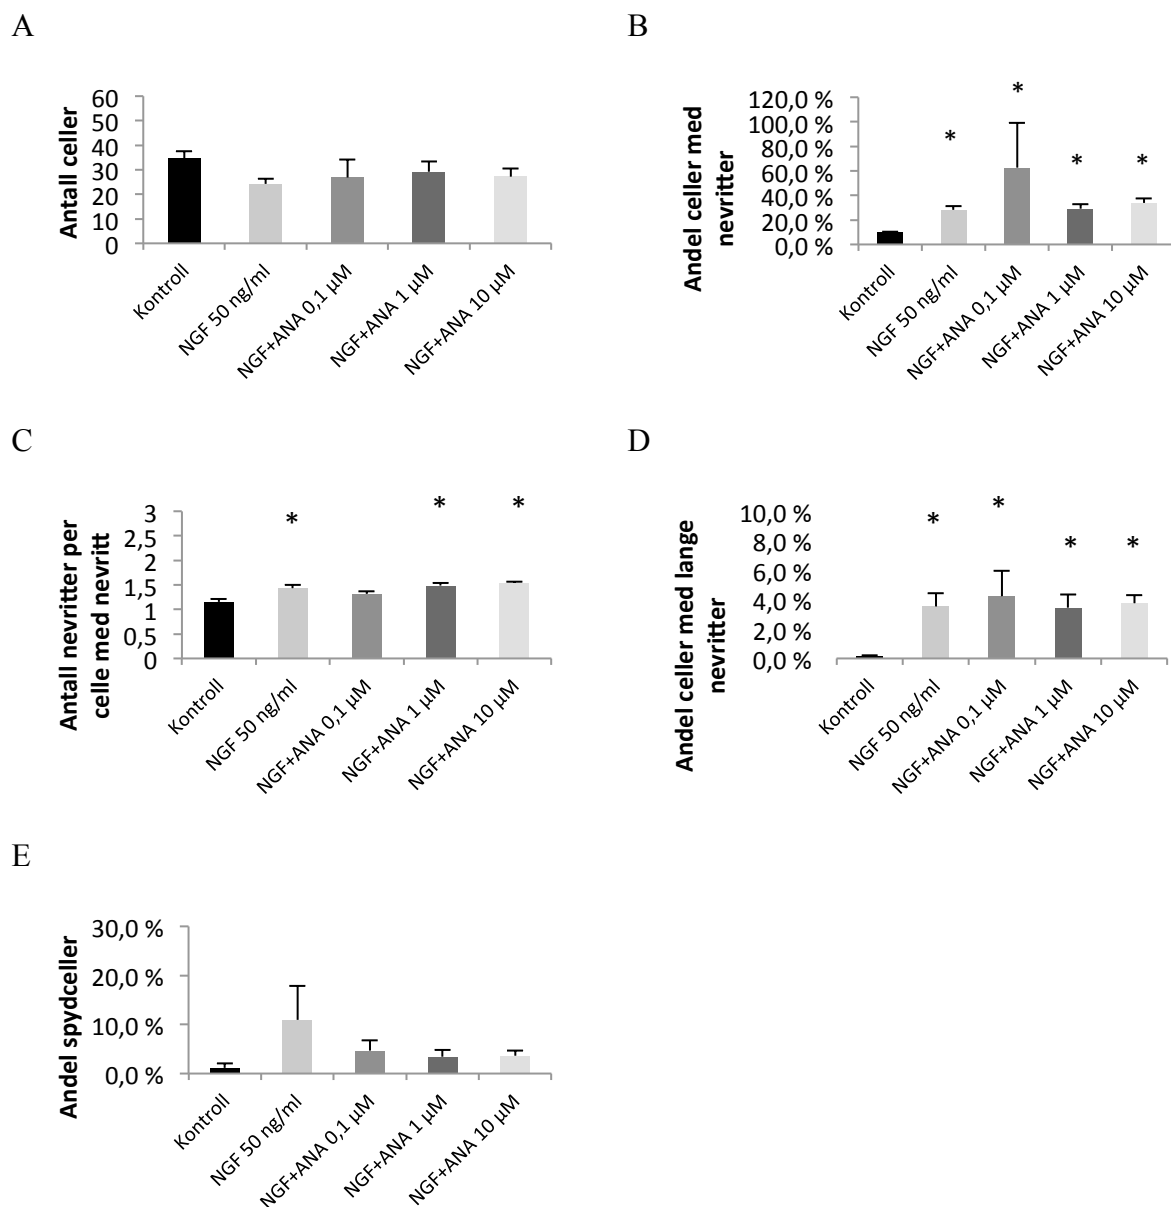 A
Antall celler
60
50
40
30
20
10
0
Kontroll
NGF 50 ng/ml
NGF+ANA 0,1 µM
NGF+ANA 1 µM
NGF+ANA 10 µM
B
Andel celler med
nevritter
120,0 %
100,0 %
80,0 %
60,0 %
40,0 %
20,0 %
0,0 %
*
*
*
*
Kontroll
NGF 50 ng/ml
NGF+ANA 0,1 µM
NGF+ANA 1 µM
NGF+ANA 10 µM
C
Antall nevritter per
celle med nevritt
3
2,5
2
1,5
1
0,5
0
*
*
*
Kontroll
NGF 50 ng/ml
NGF+ANA 0,1 µM
NGF+ANA 1 µM
NGF+ANA 10 µM
D
Andel celler med lange
nevritter
10,0 %
8,0 %
6,0 %
4,0 %
2,0 %
0,0 %
*
*
*
*
Kontroll
NGF 50 ng/ml
NGF+ANA 0,1 µM
NGF+ANA 1 µM
NGF+ANA 10 µM
E
Andel spydceller
30,0 %
20,0 %
10,0 %
0,0 %
Kontroll
NGF 50 ng/ml
NGF+ANA 0,1 µM
NGF+ANA 1 µM
NGF+ANA 10 µM